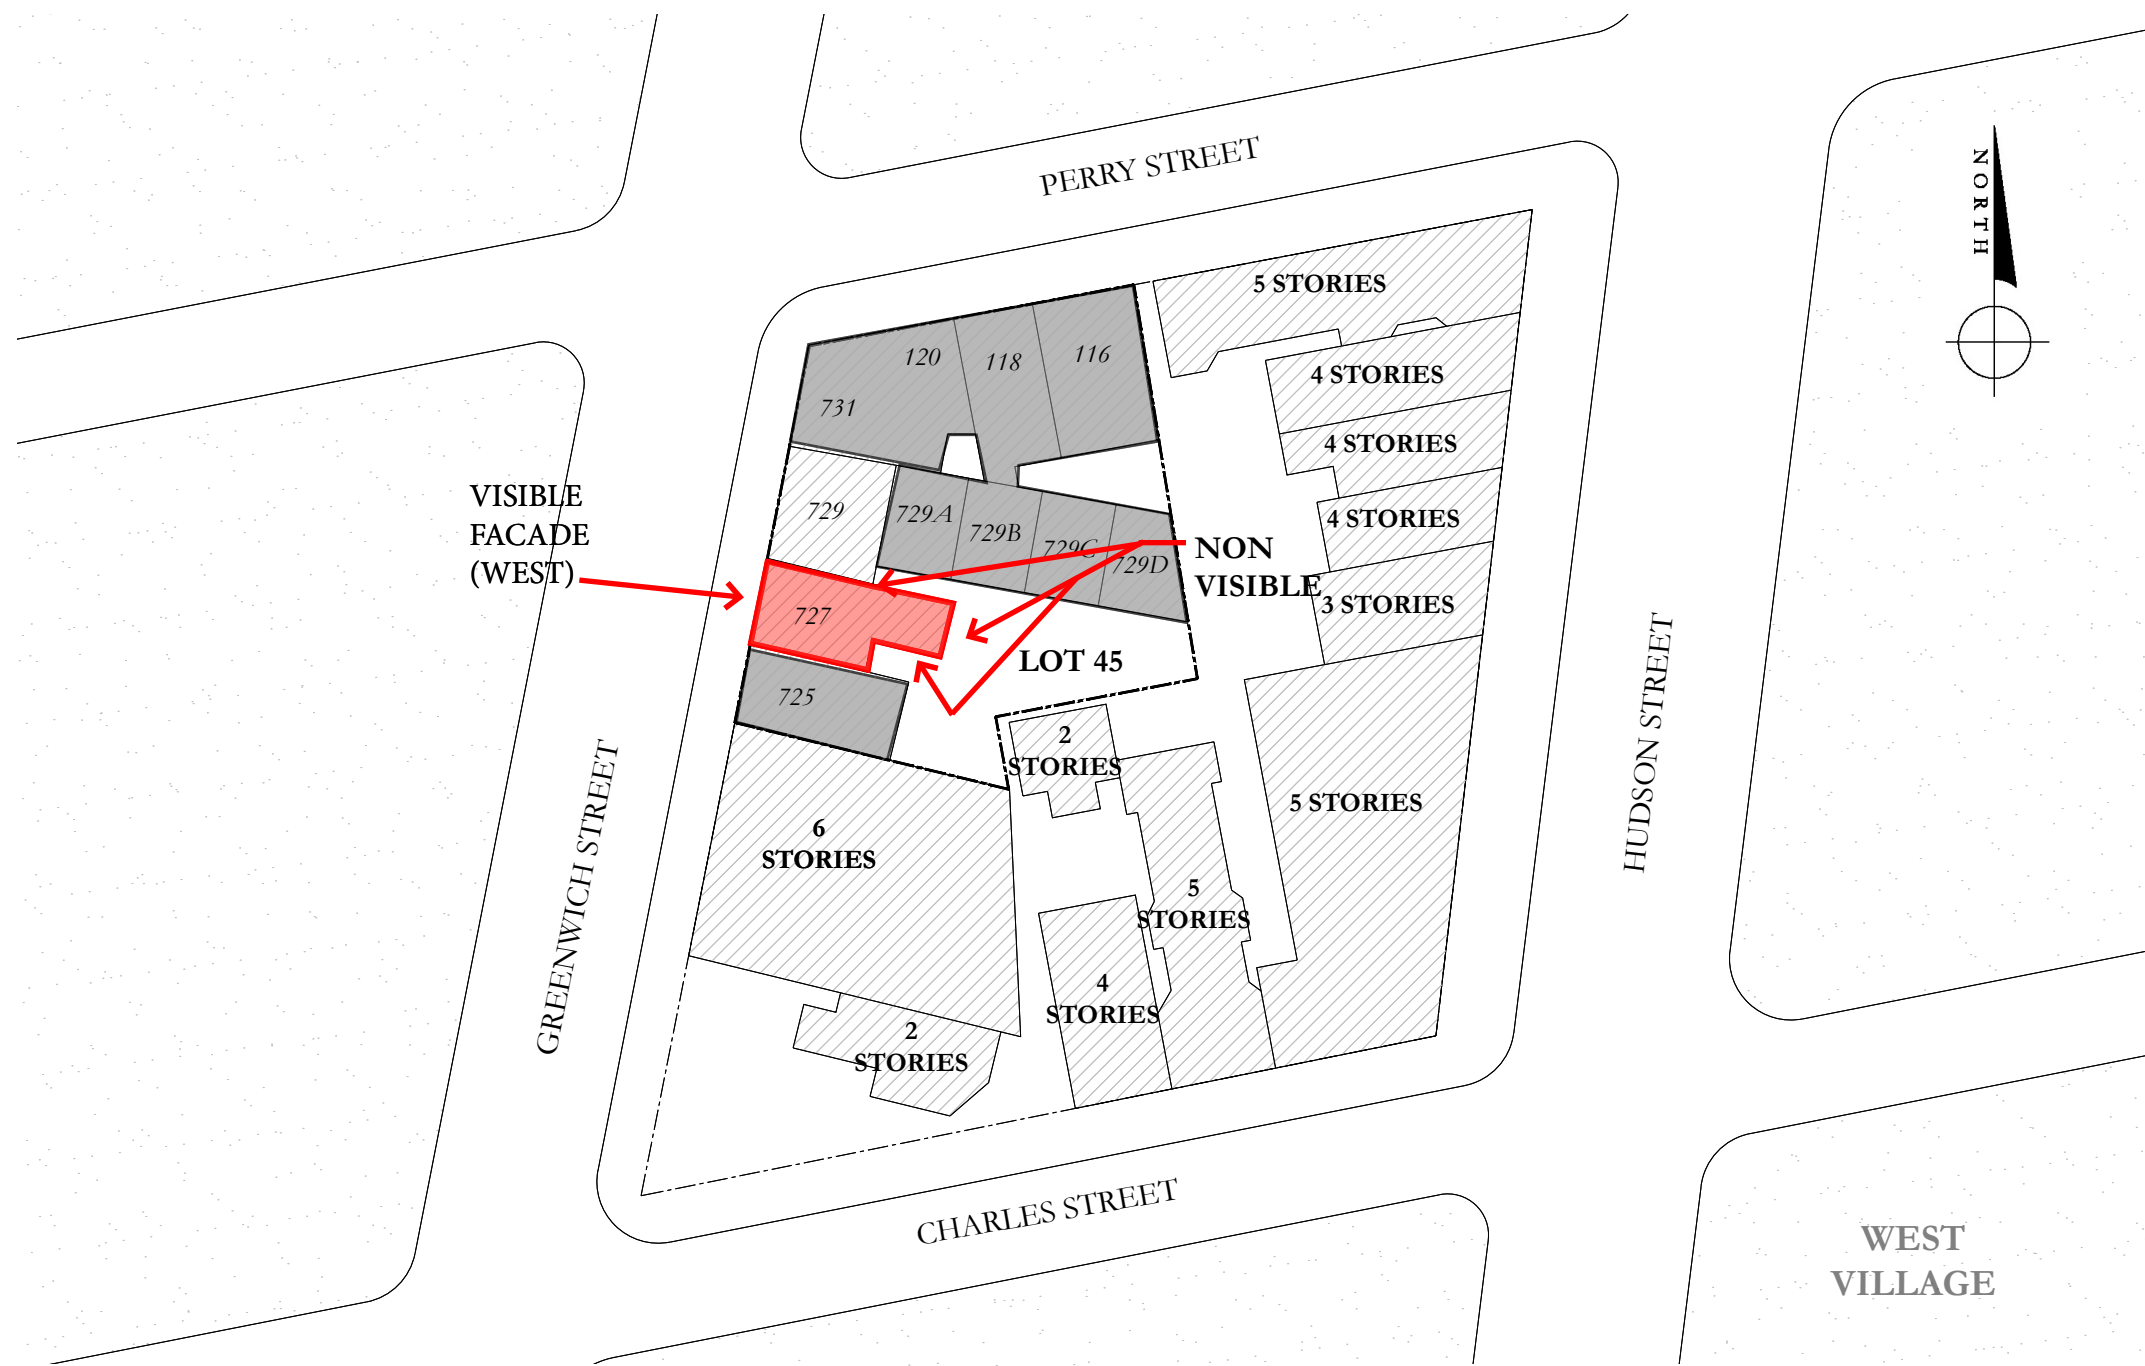 PERRY STREET
NORTH
5 STORIES
120
118
116
4 STORIES
731
4 STORIES
VISIBLE
FACADE
(WEST)
729
729A
729B
729C
729D
4 STORIES
NON
VISIBLE
3 STORIES
727
LOT 45
725
2
STORIES
HUDSON STREET
GREENWICH STREET
5 STORIES
6
STORIES
5
STORIES
4
STORIES
2
STORIES
CHARLES STREET
WEST
VILLAGE